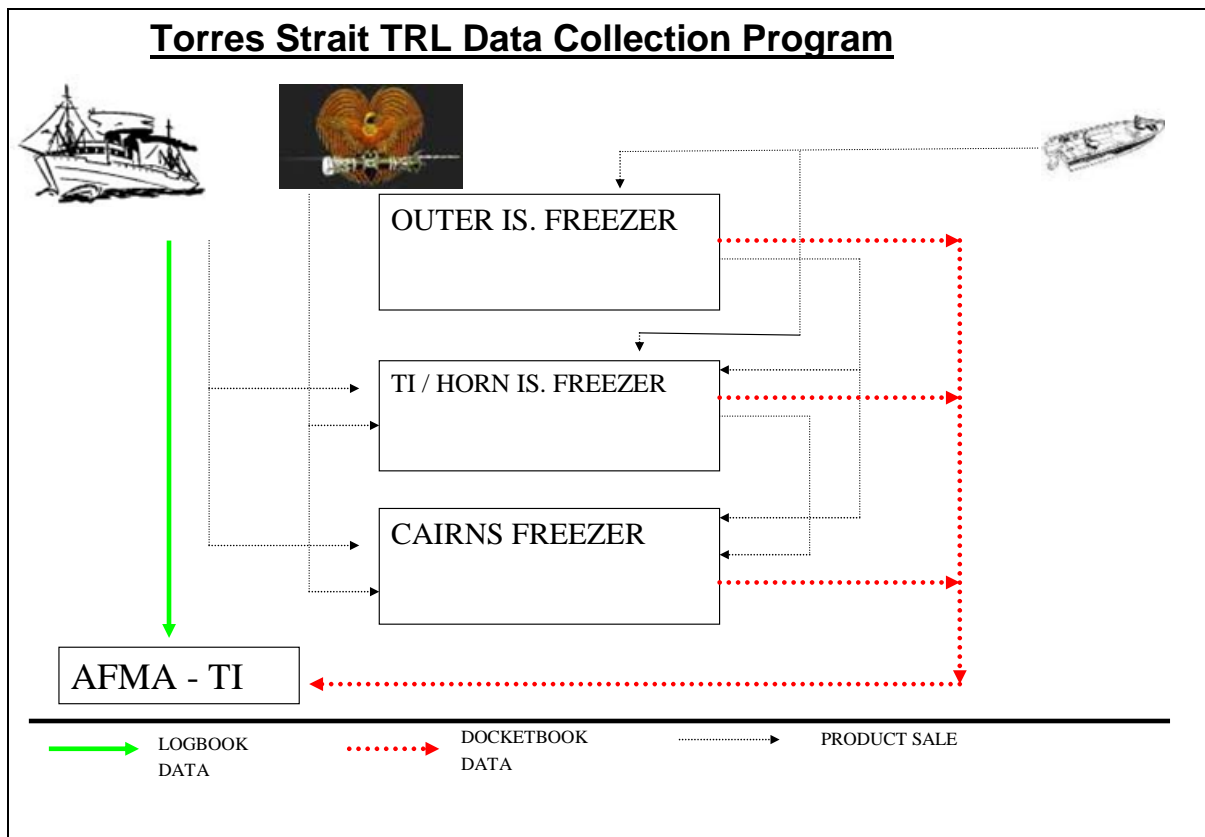 Torres Strait TRL Data Collection Program
OUTER IS. FREEZER
TI / HORN IS. FREEZER
CAIRNS FREEZER
AFMA - TI
LOGBOOK
DATA
DOCKETBOOK
DATA
PRODUCT SALE